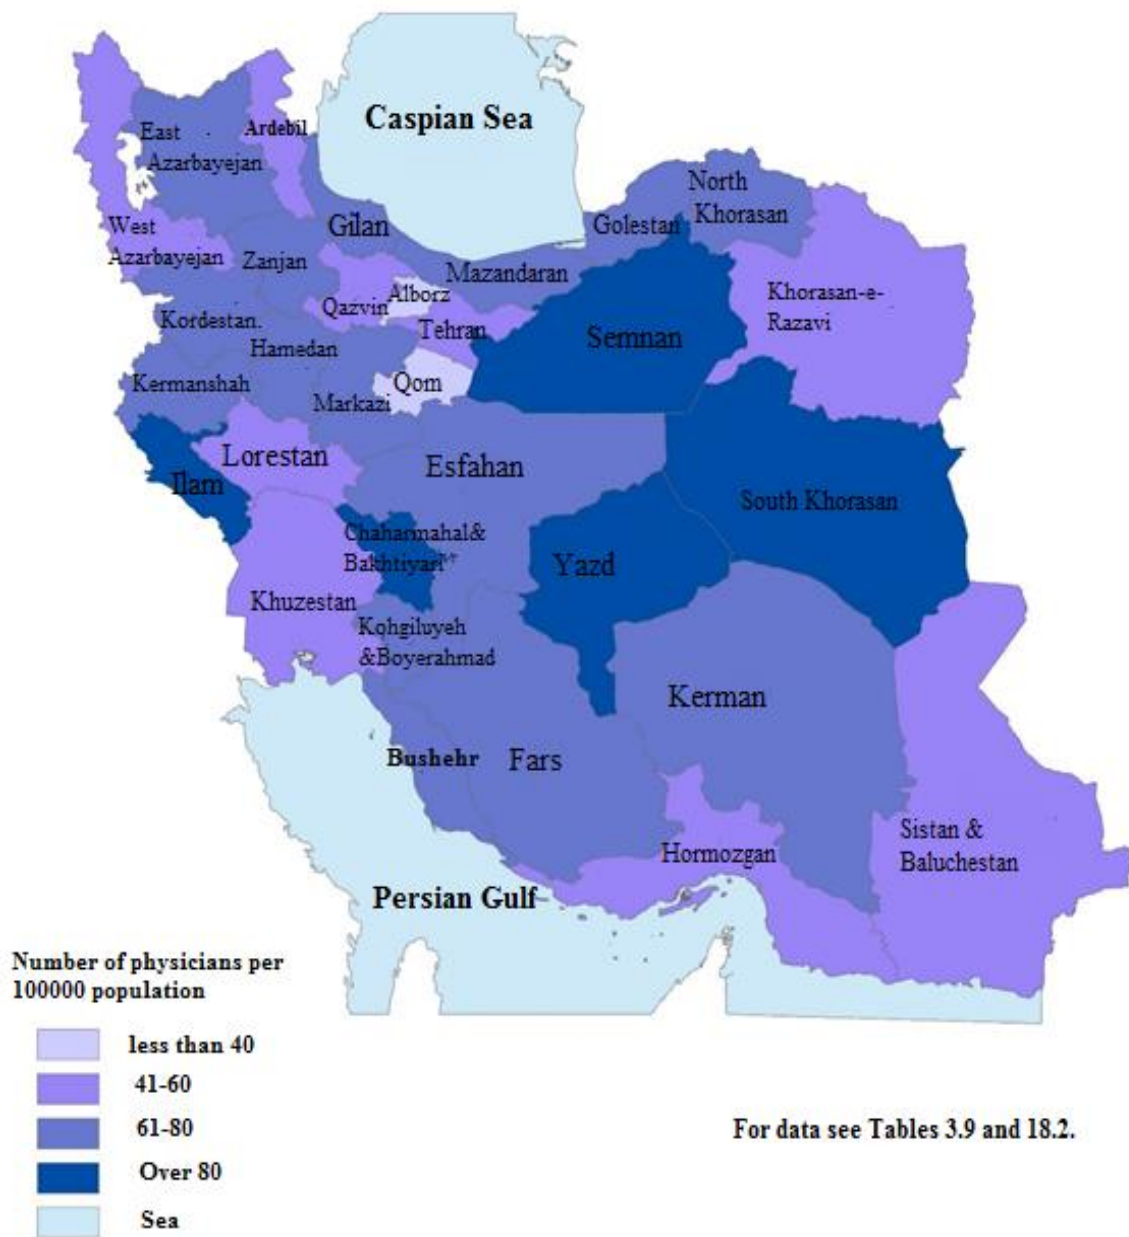 Caspian Sea
East
Azarbayejan
Ardebil
West
Azarbayejan
Gilan
Zanjan
Mazandaran
Golestan
North
Khorasan
Qazvin
Alborz
Tehran
Kordestan.
Hamedan
Semnan
Khorasan-e-
Razavi
Kermanshah
Markazi
Qom
Lorestan
Ilam
Esfahan
South Khorasan
Chaharmahal&
Bakhtiyari
Yazd
Khuzestan
Kohgiluyeh
&Boyerahmad
Kerman
Bushehr
Fars
Sistan &
Baluchestan
Hormozgan
Persian Gulf
Number of physicians per
100000 population
less than 40
41-60
61-80
Over 80
Sea
For data see Tables 3.9 and 18.2.